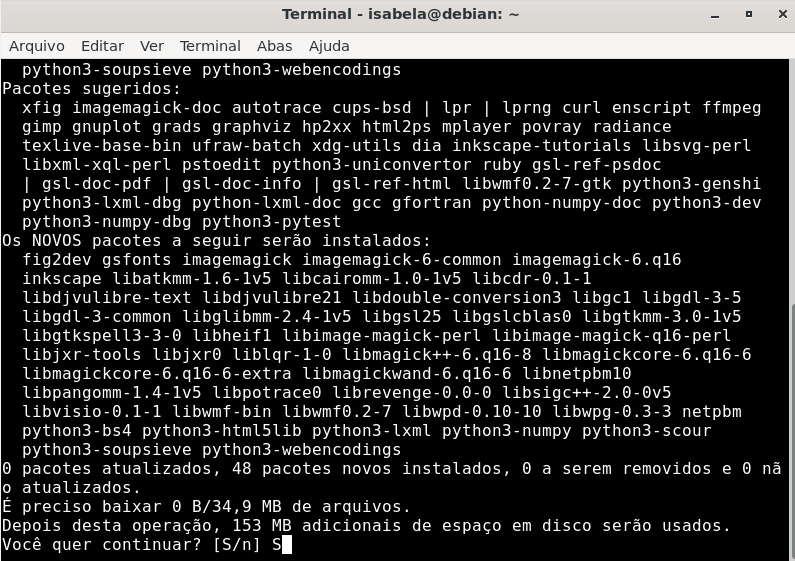 Terminal - isabela@debian: ~
Arquivo Editar Ver Terminal Abas Ajuda
python3-soupsieve python3-webencodings
Pacotes sugeridos:
xfig imagemagick-doc autotrace cups-bsd | lpr | lprng curl enscript ffmpeg
gimp gnuplot grads graphviz hp2xx html2ps mplayer povray radiance
texlive-base-bin ufraw-batch xdg-utils dia inkscape-tutorials libsvg-perl
libxml-xql-perl pstoedit python3-uniconvertor ruby gsl-ref-psdoc
| gsl-doc-pdf | gsl-doc-info | gsl-ref-html libwmf0.2-7-gtk python3-genshi
python3-lxml-dbg python-lxml-doc gcc gfortran python-numpy-doc python3-dev
python3-numpy-dbg python3-pytest
Os NOVOS pacotes a seguir serão instalados:
fig2dev gsfonts imagemagick imagemagick-6-common imagemagick-6.q16
inkscape libatkmm-1.6-1v5 libcairomm-1.0-1v5 libcdr-0.1-1
libdjvulibre-text libdjvulibre21 libdouble-conversion3 libgc1 libgdl-3-5
libgdl-3-common libglibmm-2.4-1v5 libgsl25 libgslcblas0 libgtkmm-3.0-1v5
libgtkspell3-3-0 libheif1 libimage-magick-perl libimage-magick-q16-perl
libjxr-tools libjxr0 liblqr-1-0 libmagick++-6.q16-8 libmagickcore-6.q16-6
libmagickcore-6.q16-6-extra libmagickwand-6.q16-6 libnetpbm10
libpangomm-1.4-1v5 libpotrace0 librevenge-0.0-0 libsigc++-2.0-0v5
libvisio-0.1-1 libwmf-bin libwmf0.2-7 libwpd-0.10-10 libwpg-0.3-3 netpbm
python3-bs4 python3-html5lib python3-lxml python3-numpy python3-scour
python3-soupsieve python3-webencodings
0 pacotes atualizados, 48 pacotes novos instalados, 0 a serem removidos e 0 nã
o atualizados.
É preciso baixar 0 B/34,9 MB de arquivos.
Depois desta operação, 153 MB adicionais de espaço em disco serão usados.
Você quer continuar? [S/n] S